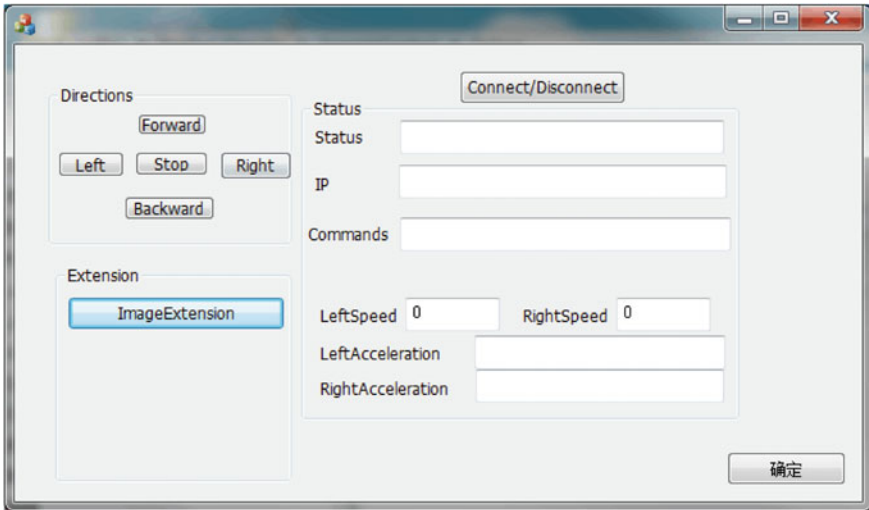 Connect/Disconnect
Directions
Forward
Left Stop Right
Backward
Extension
ImageExtension
Status
Status
IP
Commands
LeftSpeed 0 RightSpeed 0
LeftAcceleration
RightAcceleration
确定